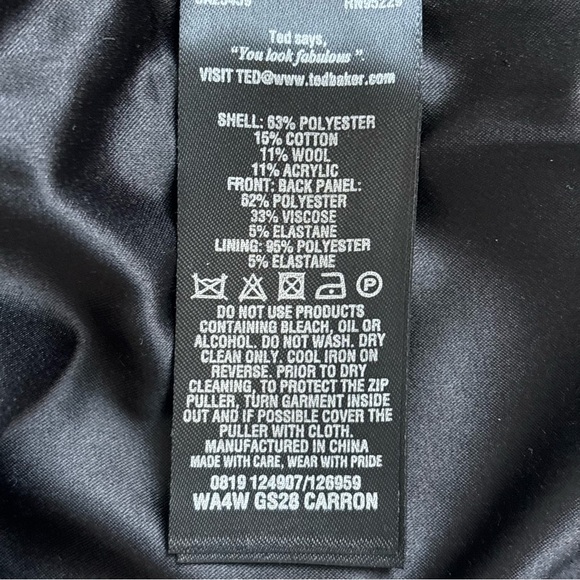 CA25439 RN95229
Ted says,
"You look fabulous".
VISIT TED@www.tedbaker.com
SHELL: 63% POLYESTER
15% COTTON
11% WOOL
11% ACRYLIC
FRONT: BACK PANEL:
62% POLYESTER
33% VISCOSE
5% ELASTANE
LINING: 95% POLYESTER
5% ELASTANE
P
DO NOT USE PRODUCTS
CONTAINING BLEACH, OIL OR
ALCOHOL. DO NOT WASH. DRY
CLEAN ONLY. COOL IRON ON
REVERSE. PRIOR TO DRY
CLEANING, TO PROTECT THE ZIP
PULLER, TURN GARMENT INSIDE
OUT AND IF POSSIBLE COVER THE
PULLER WITH CLOTH.
MANUFACTURED IN CHINA
MADE WITH CARE, WEAR WITH PRIDE
0819 124907/126959
WA4W GS28 CARRON